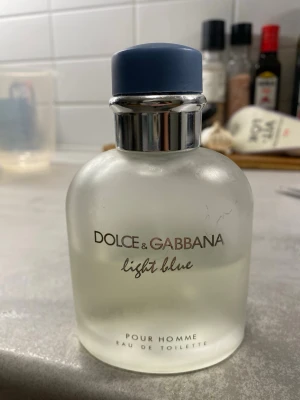 DOLCE & GABBANA
light blue
POUR HOMME
EAU DE TOILETTE